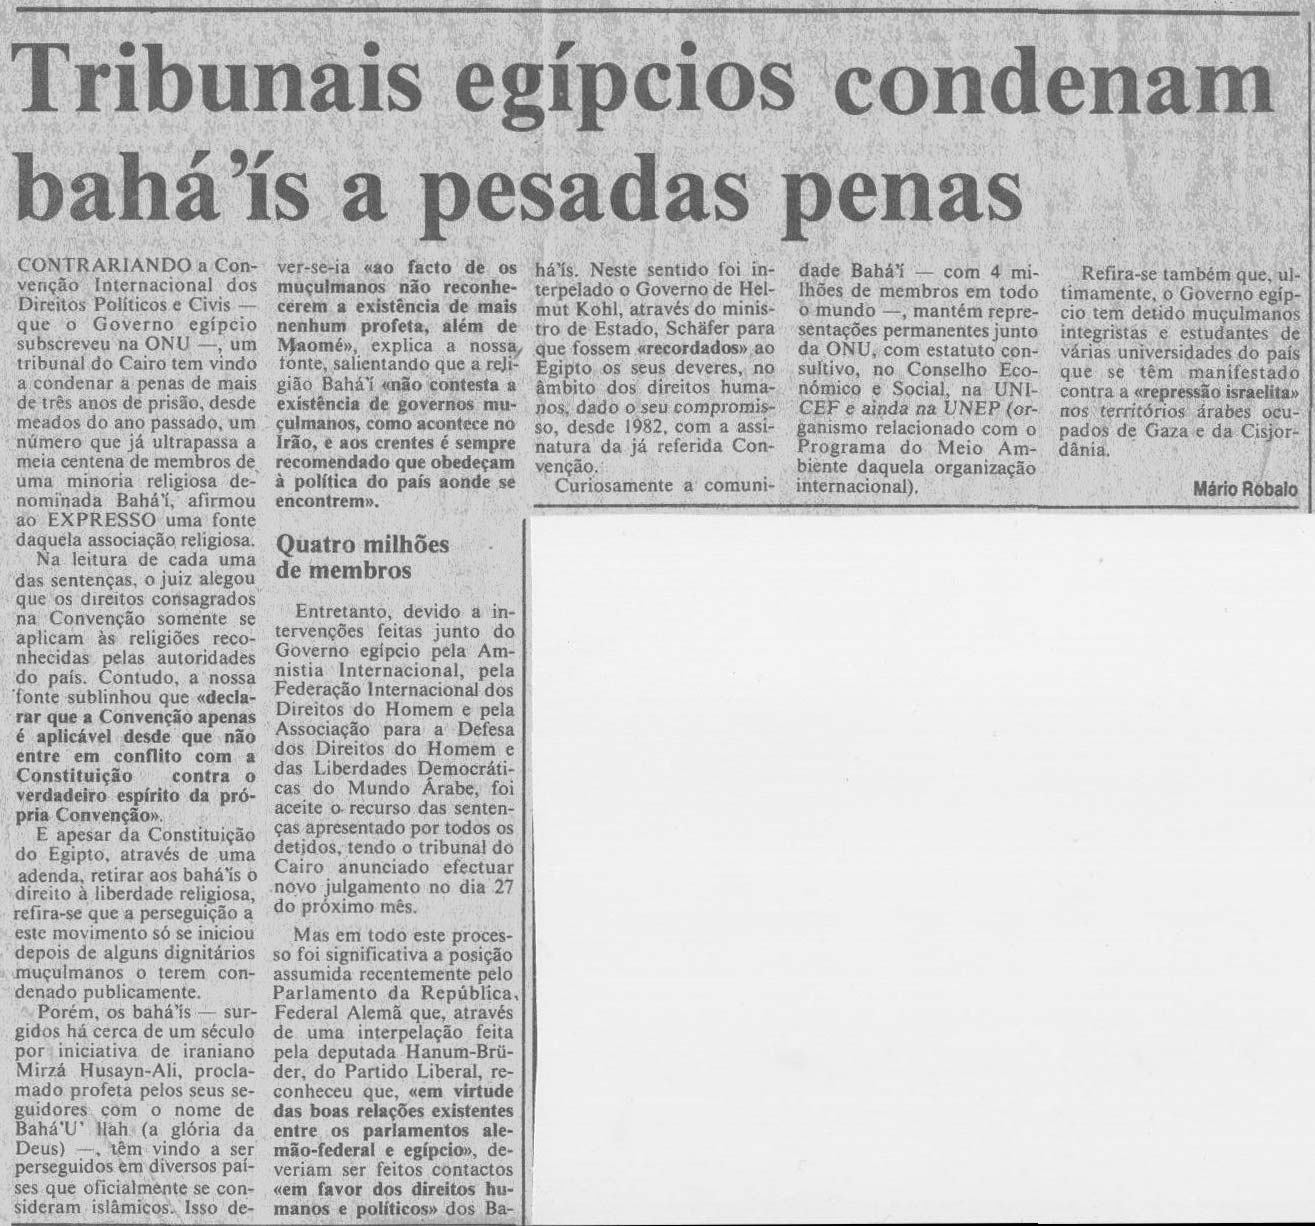 Tribunais egípcios condenam
bahá'ís a pesadas penas
CONTRARIANDO a Con-
venção Internacional dos
Direitos Políticos e Civis —
que o Governo egípcio
subscreveu na ONU —, um
tribunal do Cairo tem vindo
a condenar a penas de mais
de três anos de prisão, desde
meados do ano passado, um
número que já ultrapassa a
meia centena de membros de
uma minoria religiosa de-
nominada Bahá'í, afirmou
ao EXPRESSO uma fonte
daquela associação religiosa.
Na leitura de cada uma
das sentenças, o juiz alegou
que os direitos consagrados
na Convenção somente se
aplicam às religiões reco-
nhecidas pelas autoridades
do país. Contudo, a nossa
fonte sublinhou que «decla-
rar que a Convenção apenas
é aplicável desde que não
entre em conflito com a
Constituição contra o
verdadeiro espírito da pró-
pria Convenção».
E apesar da Constituição
do Egipto, através de uma
adenda, retirar aos bahá'ís o
direito à liberdade religiosa,
refira-se que a perseguição a
este movimento só se iniciou
depois de alguns dignitários
muçulmanos o terem con-
denado publicamente.
Porém, os bahá'ís — sur-
gidos há cerca de um século
por iniciativa de iraniano
Mirzá Husayn-Ali, procla-
mado profeta pelos seus se-
guidores com o nome de
Bahá'U' llah (a glória da
Deus) —, têm vindo a ser
perseguidos em diversos paí-
ses que oficialmente se con-
sideram islâmicos. Isso de-
ver-se-ia «ao facto de os
muçulmanos não reconhe-
cerem a existência de mais
nenhum profeta, além de
Maomé», explica a nossa
fonte, salientando que a reli-
gião Bahá'í «não contesta a
existência de governos mu-
çulmanos, como acontece no
Irão, e aos crentes é sempre
recomendado que obedeçam
à política do país aonde se
encontrem».
Quatro milhões
de membros
Entretanto, devido a in-
tervenções feitas junto do
Governo egípcio pela Am-
nistia Internacional, pela
Federação Internacional dos
Direitos do Homem e pela
Associação para a Defesa
dos Direitos do Homem e
das Liberdades Democráti-
cas do Mundo Árabe, foi
aceite o recurso das senten-
ças apresentado por todos os
detidos, tendo o tribunal do
Cairo anunciado efectuar
novo julgamento no dia 27
do próximo mês.
Mas em todo este proces-
so foi significativa a posição
assumida recentemente pelo
Parlamento da República
Federal Alemã que, através
de uma interpelação feita
pela deputada Hanum-Brü-
der, do Partido Liberal, re-
conheceu que, «em virtude
das boas relações existentes
entre os parlamentos ale-
mão-federal e egípcio», de-
veriam ser feitos contactos
«em favor dos direitos hu-
manos e políticos» dos Ba-
há'ís. Neste sentido foi in-
terpelado o Governo de Hel-
mut Kohl, através do minis-
tro de Estado, Schäfer para
que fossem «recordados» ao
Egipto os seus deveres, no
âmbito dos direitos huma-
nos, dado o seu compromis-
so, desde 1982, com a assi-
natura da já referida Con-
venção.
Curiosamente a comuni-
dade Bahá'í — com 4 mi-
lhões de membros em todo
o mundo —, mantém repre-
sentações permanentes junto
da ONU, com estatuto con-
sultivo, no Conselho Eco-
nómico e Social, na UNI-
CEF e ainda na UNEP (or-
ganismo relacionado com o
Programa do Meio Am-
biente daquela organização
internacional).
Refira-se também que, ul-
timamente, o Governo egíp-
cio tem detido muçulmanos
integristas e estudantes de
várias universidades do país
que se têm manifestado
contra a «repressão israelita»
nos territórios árabes ocu-
pados de Gaza e da Cisjor-
dânia.
Mário Robalo